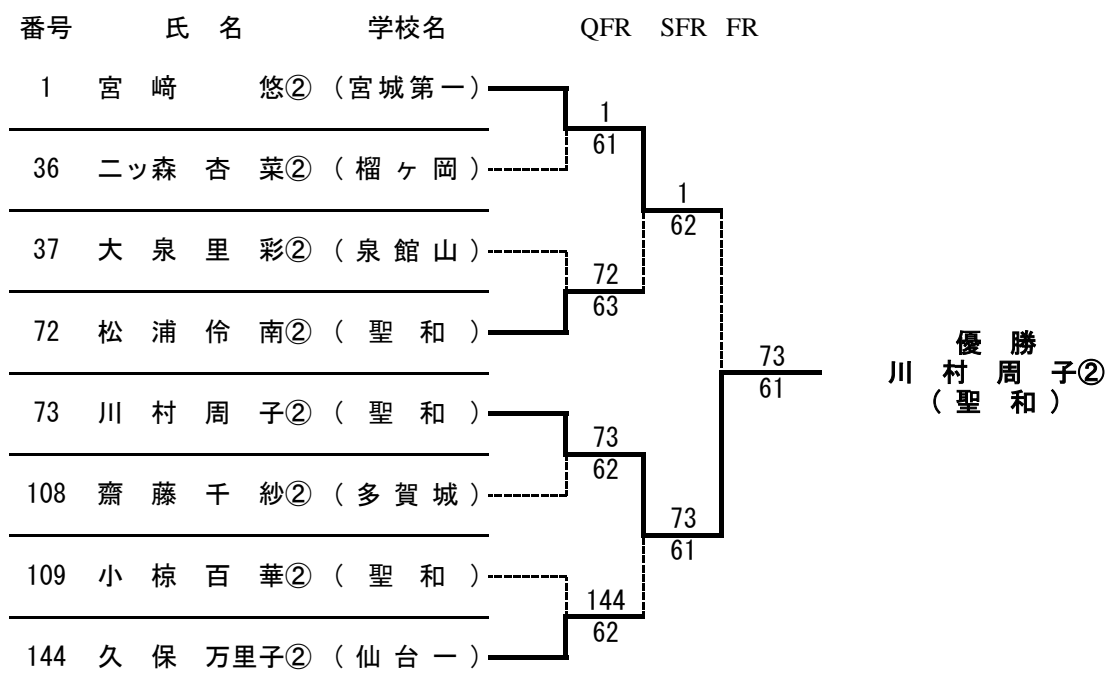 番号 氏 名 学校名 QFR SFR FR
1 宮 﨑 悠② (宮城第一)
1
61
36 二ッ森 杏 菜② (榴ヶ岡)
1
62
37 大 泉 里 彩② (泉館山)
72
63
72 松 浦 伶 南② (聖 和)
73
61
優 勝
川 村 周 子②
(聖 和)
73 川 村 周 子② (聖 和)
73
62
108 齋 藤 千 紗② (多賀城)
73
61
109 小 椋 百 華② (聖 和)
144
62
144 久 保 万里子② (仙台一)